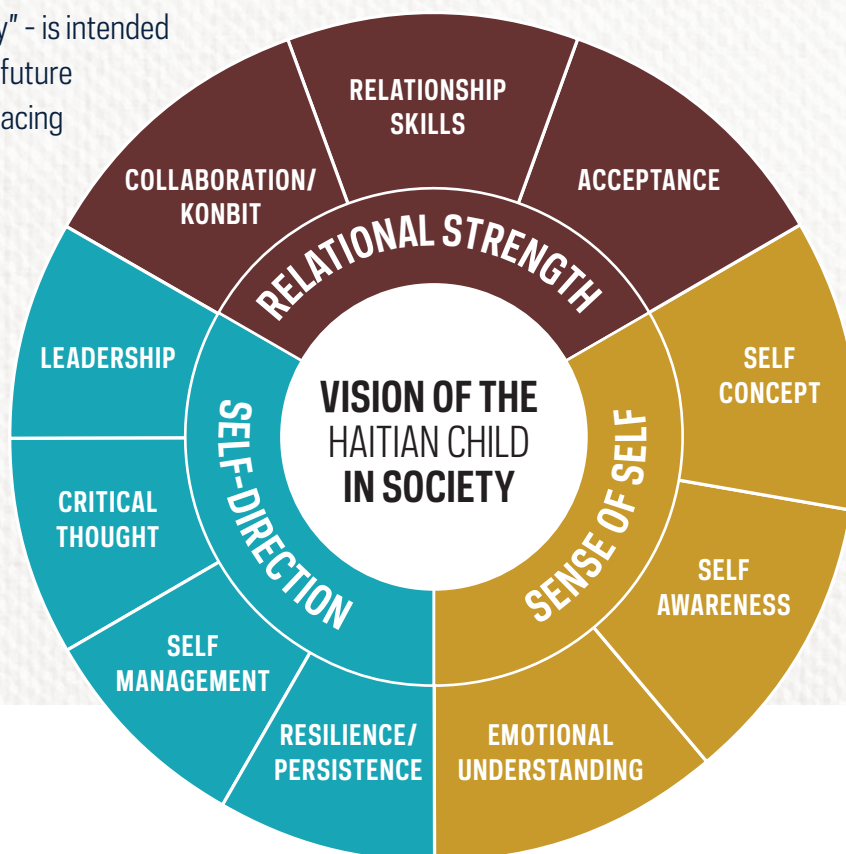 y” - is intended
future
acing
RELATIONSHIP
SKILLS
COLLABORATION/
KONBIT
ACCEPTANCE
RELATIONAL STRENGTH
LEADERSHIP
SELF
CONCEPT
VISION OF THE
HAITIAN CHILD
IN SOCIETY
SELF-DIRECTION
SENSE OF SELF
CRITICAL
THOUGHT
SELF
AWARENESS
SELF
MANAGEMENT
RESILIENCE/
PERSISTENCE
EMOTIONAL
UNDERSTANDING